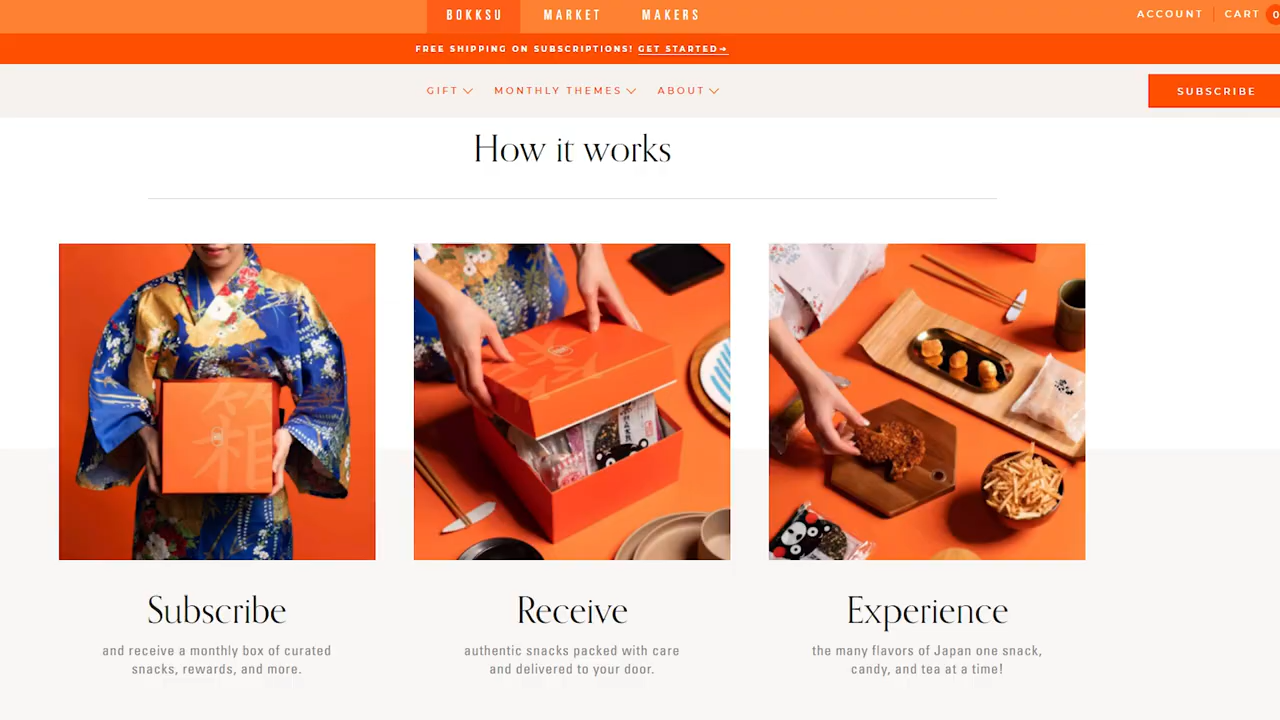 BOKKSU MARKET MAKERS ACCOUNT CART 0
FREE SHIPPING ON SUBSCRIPTIONS! GET STARTED→
GIFT MONTHLY THEMES ABOUT SUBSCRIBE
How it works
箱
Subscribe
and receive a monthly box of curated
snacks, rewards, and more.
Receive
authentic snacks packed with care
and delivered to your door.
Experience
the many flavors of Japan one snack,
candy, and tea at a time!